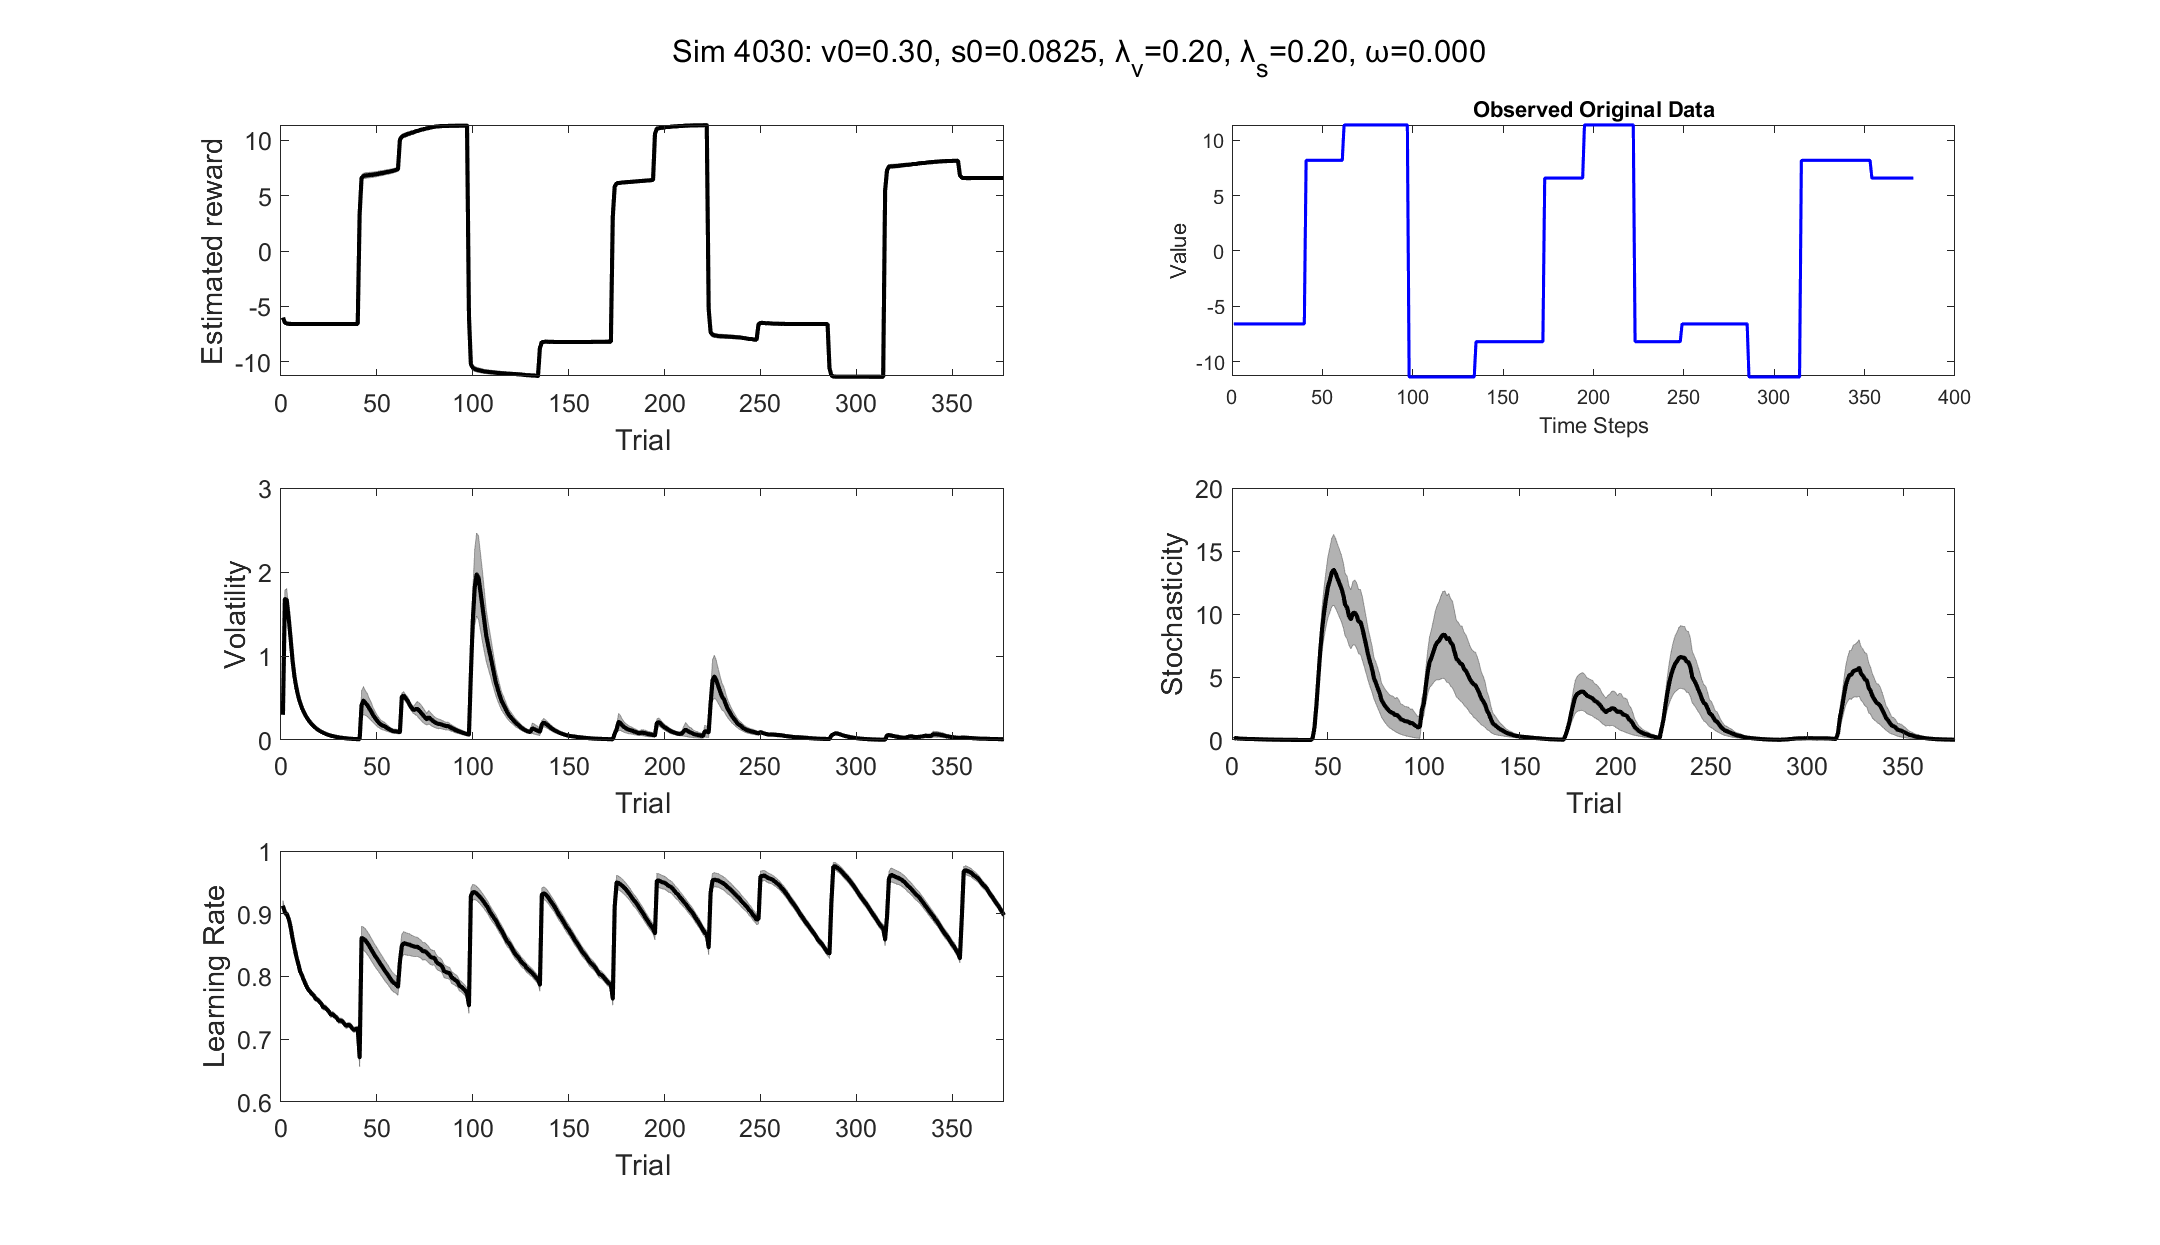 Sim 4030: v0=0.30, s0=0.0825, λ_v=0.20, λ_s=0.20, ω=0.000
Estimated reward
10
5
0
-5
-10
0 50 100 150 200 250 300 350
Trial
Observed Original Data
Value
10
5
0
-5
-10
0 50 100 150 200 250 300 350 400
Time Steps
Volatility
3
2
1
0
0 50 100 150 200 250 300 350
Trial
Stochasticity
20
15
10
5
0
0 50 100 150 200 250 300 350
Trial
Learning Rate
1
0.9
0.8
0.7
0.6
0 50 100 150 200 250 300 350
Trial